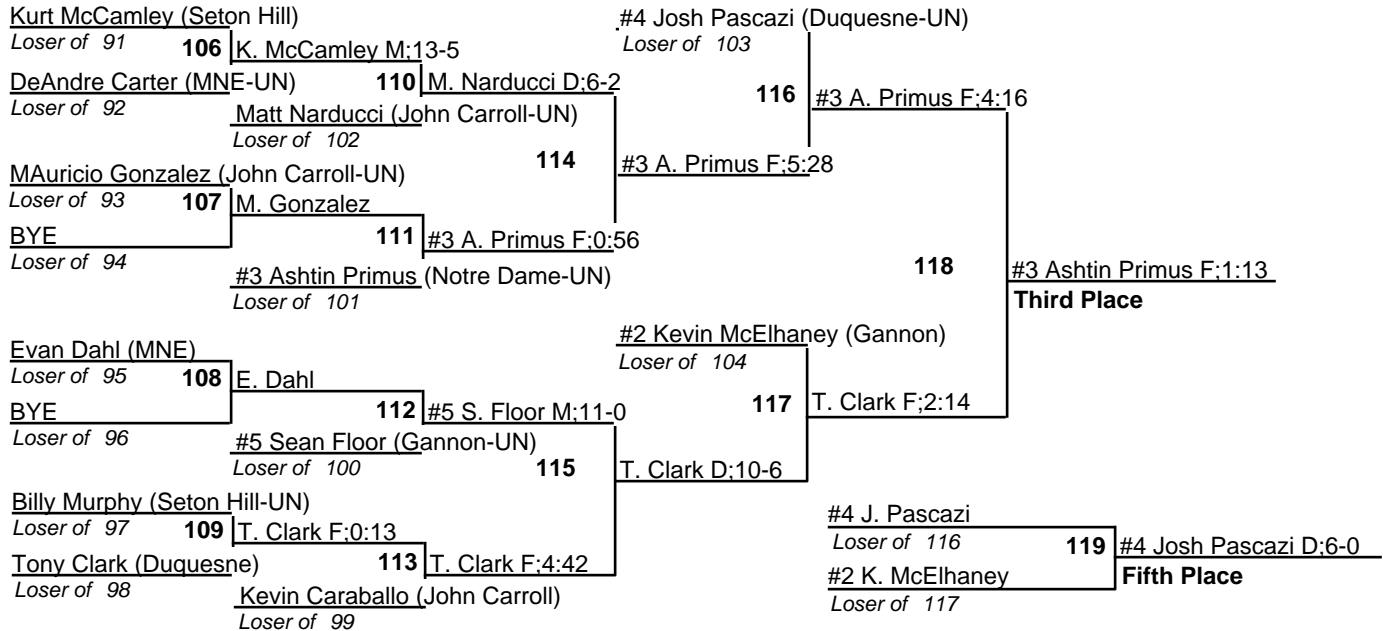 Kurt McCamley (Seton Hill)
Loser of 91
106
K. McCamley M;13-5
DeAndre Carter (MNE-UN)
Loser of 92
110
M. Narducci D;6-2
Matt Narducci (John Carroll-UN)
Loser of 102
114
MAuricio Gonzalez (John Carroll-UN)
Loser of 93
107
M. Gonzalez
BYE
Loser of 94
111
#3 A. Primus F;0:56
#3 Ashtin Primus (Notre Dame-UN)
Loser of 101
#4 Josh Pascazi (Duquesne-UN)
Loser of 103
116
#3 A. Primus F;4:16
#3 A. Primus F;5:28
118
#3 Ashtin Primus F;1:13
Third Place
Evan Dahl (MNE)
Loser of 95
108
E. Dahl
BYE
Loser of 96
112
#5 S. Floor M;11-0
#5 Sean Floor (Gannon-UN)
Loser of 100
115
Billy Murphy (Seton Hill-UN)
Loser of 97
109
T. Clark F;0:13
Tony Clark (Duquesne)
Loser of 98
113
T. Clark F;4:42
Kevin Caraballo (John Carroll)
Loser of 99
#2 Kevin McElhaney (Gannon)
Loser of 104
117
T. Clark F;2:14
T. Clark D;10-6
#4 J. Pascazi
Loser of 116
119
#4 Josh Pascazi D;6-0
Fifth Place
#2 K. McElhaney
Loser of 117